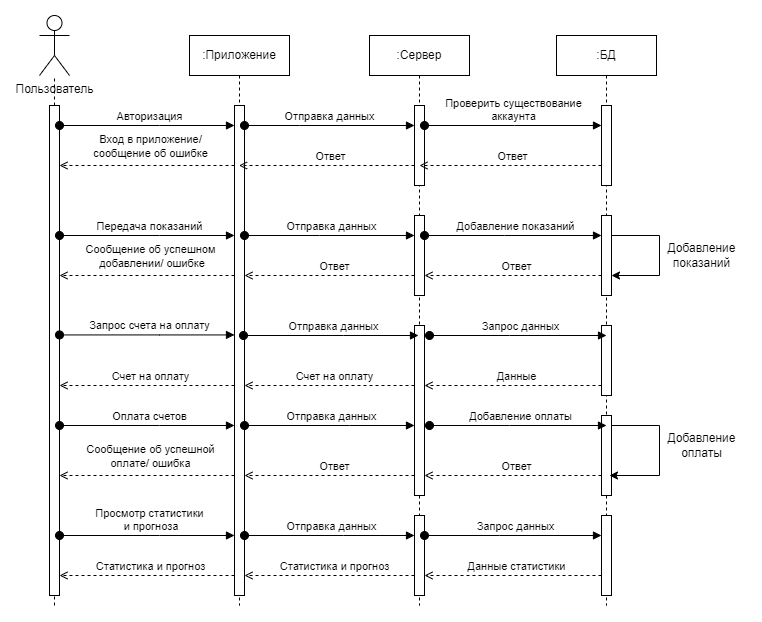 Пользователь
:Приложение
:Сервер
:БД
Авторизация
Отправка данных
Проверить существование
аккаунта
Вход в приложение/
сообщение об ошибке
Ответ
Ответ
Передача показаний
Отправка данных
Добавление показаний
Добавление
показаний
Сообщение об успешном
добавлении/ ошибке
Ответ
Ответ
Запрос счета на оплату
Отправка данных
Запрос данных
Счет на оплату
Счет на оплату
Данные
Оплата счетов
Отправка данных
Добавление оплаты
Добавление
оплаты
Сообщение об успешной
оплате/ ошибка
Ответ
Ответ
Просмотр статистики
и прогноза
Отправка данных
Запрос данных
Статистика и прогноз
Статистика и прогноз
Данные статистики